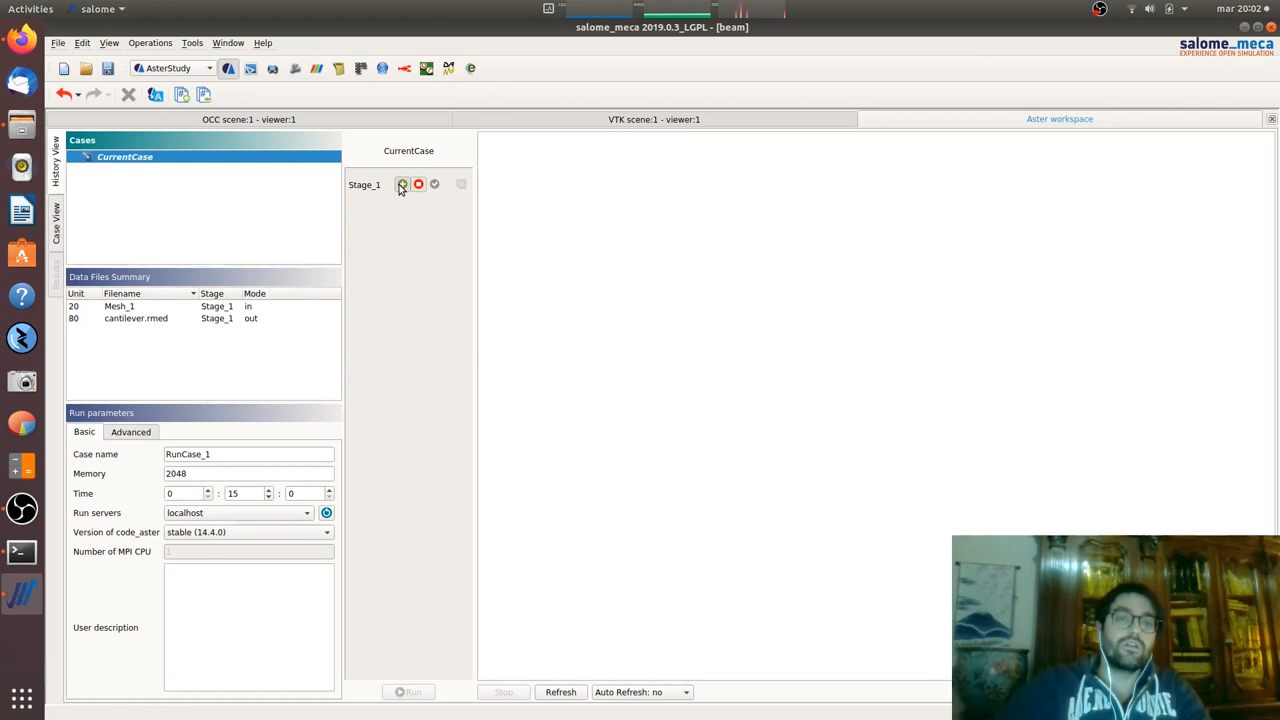 Activities
salome
mar 20:02
salome_meca 2019.0.3_LGPL - [beam]
File Edit View Operations Tools Window Help
salome_meca
EXPERIENCE OPEN SIMULATION
AsterStudy
OCC scene:1 - viewer:1
VTK scene:1 - viewer:1
Aster workspace
History View
Case View
Results
Cases
CurrentCase
CurrentCase
Stage_1
Data Files Summary
Unit Filename Stage Mode
20 Mesh_1 Stage_1 in
80 cantilever.rmed Stage_1 out
Run parameters
Basic Advanced
Case name RunCase_1
Memory 2048
Time 0 : 15 : 0
Run servers localhost
Version of code_aster stable (14.4.0)
Number of MPI CPU 1
User description
Run
Stop
Refresh
Auto Refresh: no